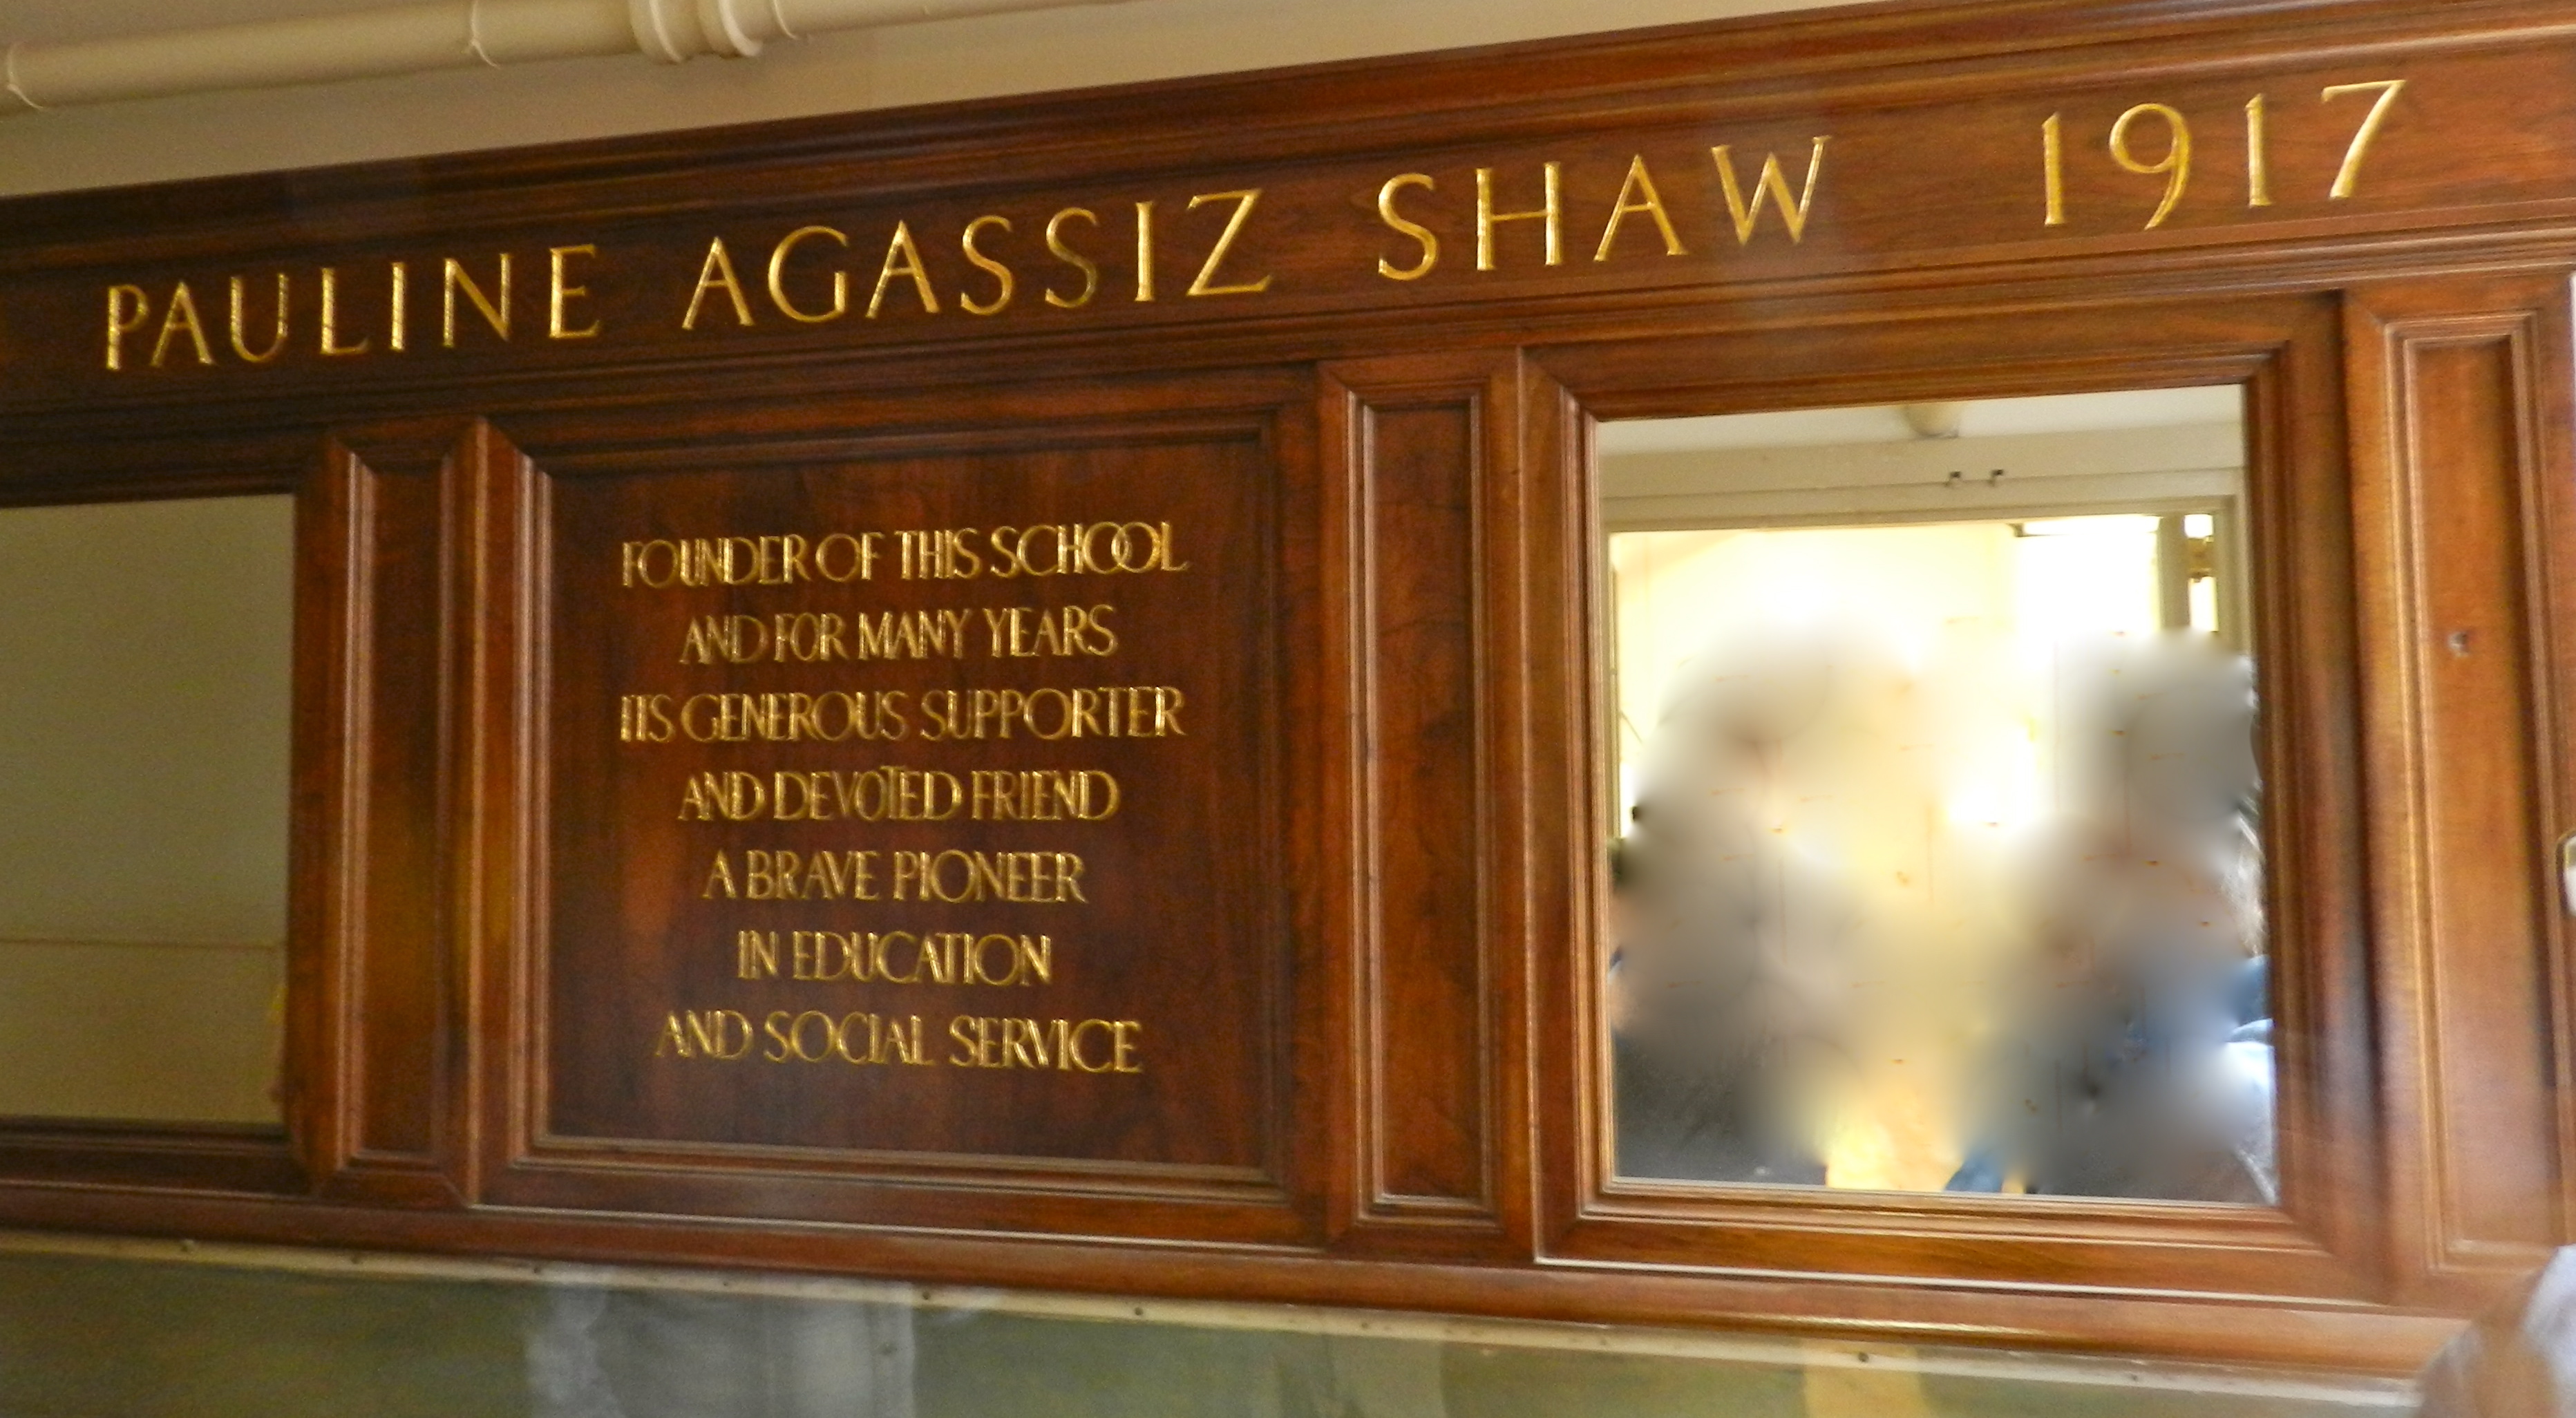 PAULINE AGASSIZ SHAW 1917
FOUNDER OF THIS SCHOOL
AND FOR MANY YEARS
ITS GENEROUS SUPPORTER
AND DEVOTED FRIEND
A BRAVE PIONEER
IN EDUCATION
AND SOCIAL SERVICE